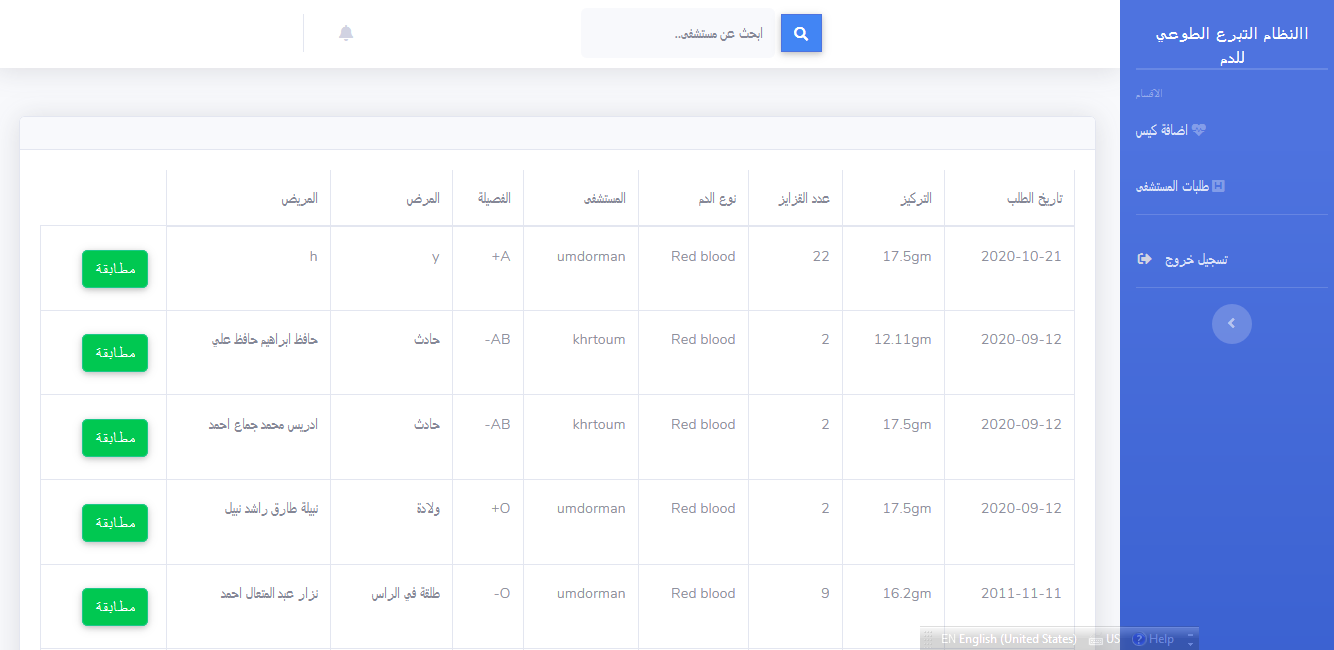 االنظام التبرع الطوعي
للدم
الاقسام
اضافة كيس
طلبات المستشفى
تسجيل خروج
ابحث عن مستشفى..
تاريخ الطلب التركيز عدد القزايز نوع الدم المستشفى الفصيلة المرض المريض
2020-10-21 17.5gm 22 Red blood umdorman A+ y h مطابقة
2020-09-12 12.11gm 2 Red blood khrtoum AB- حادث حافظ ابراهيم حافظ علي مطابقة
2020-09-12 17.5gm 2 Red blood khrtoum AB- حادث ادريس محمد جماع احمد مطابقة
2020-09-12 17.5gm 2 Red blood umdorman O+ ولادة نبيلة طارق راشد نبيل مطابقة
2011-11-11 16.2gm 9 Red blood umdorman O- طلقة في الراس نزار عبد المتعال احمد مطابقة
EN English (United States) US ? Help